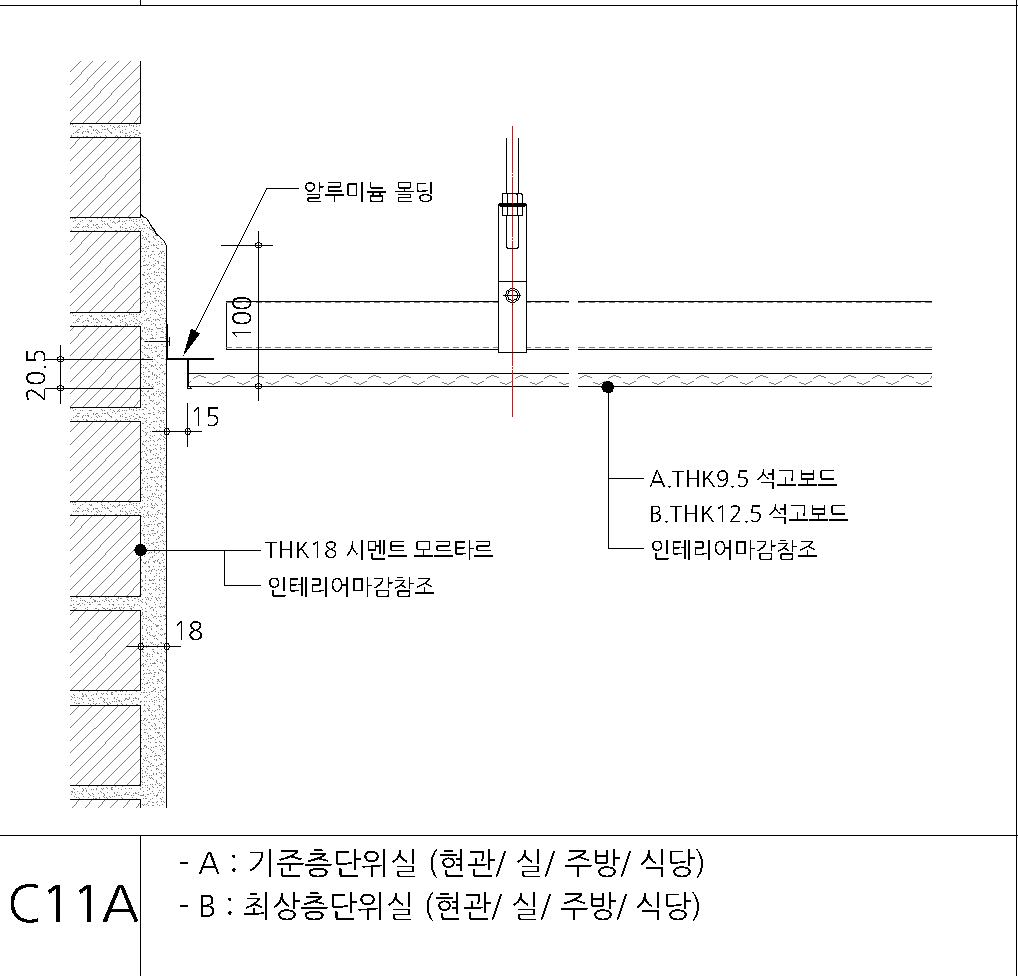 알루미늄 몰딩
100
20.5
15
A.THK9.5 석고보드
B.THK12.5 석고보드
인테리어마감참조
THK18 시멘트 모르타르
인테리어마감참조
18
C11A
- A : 기준층단위실 (현관/ 실/ 주방/ 식당)
- B : 최상층단위실 (현관/ 실/ 주방/ 식당)